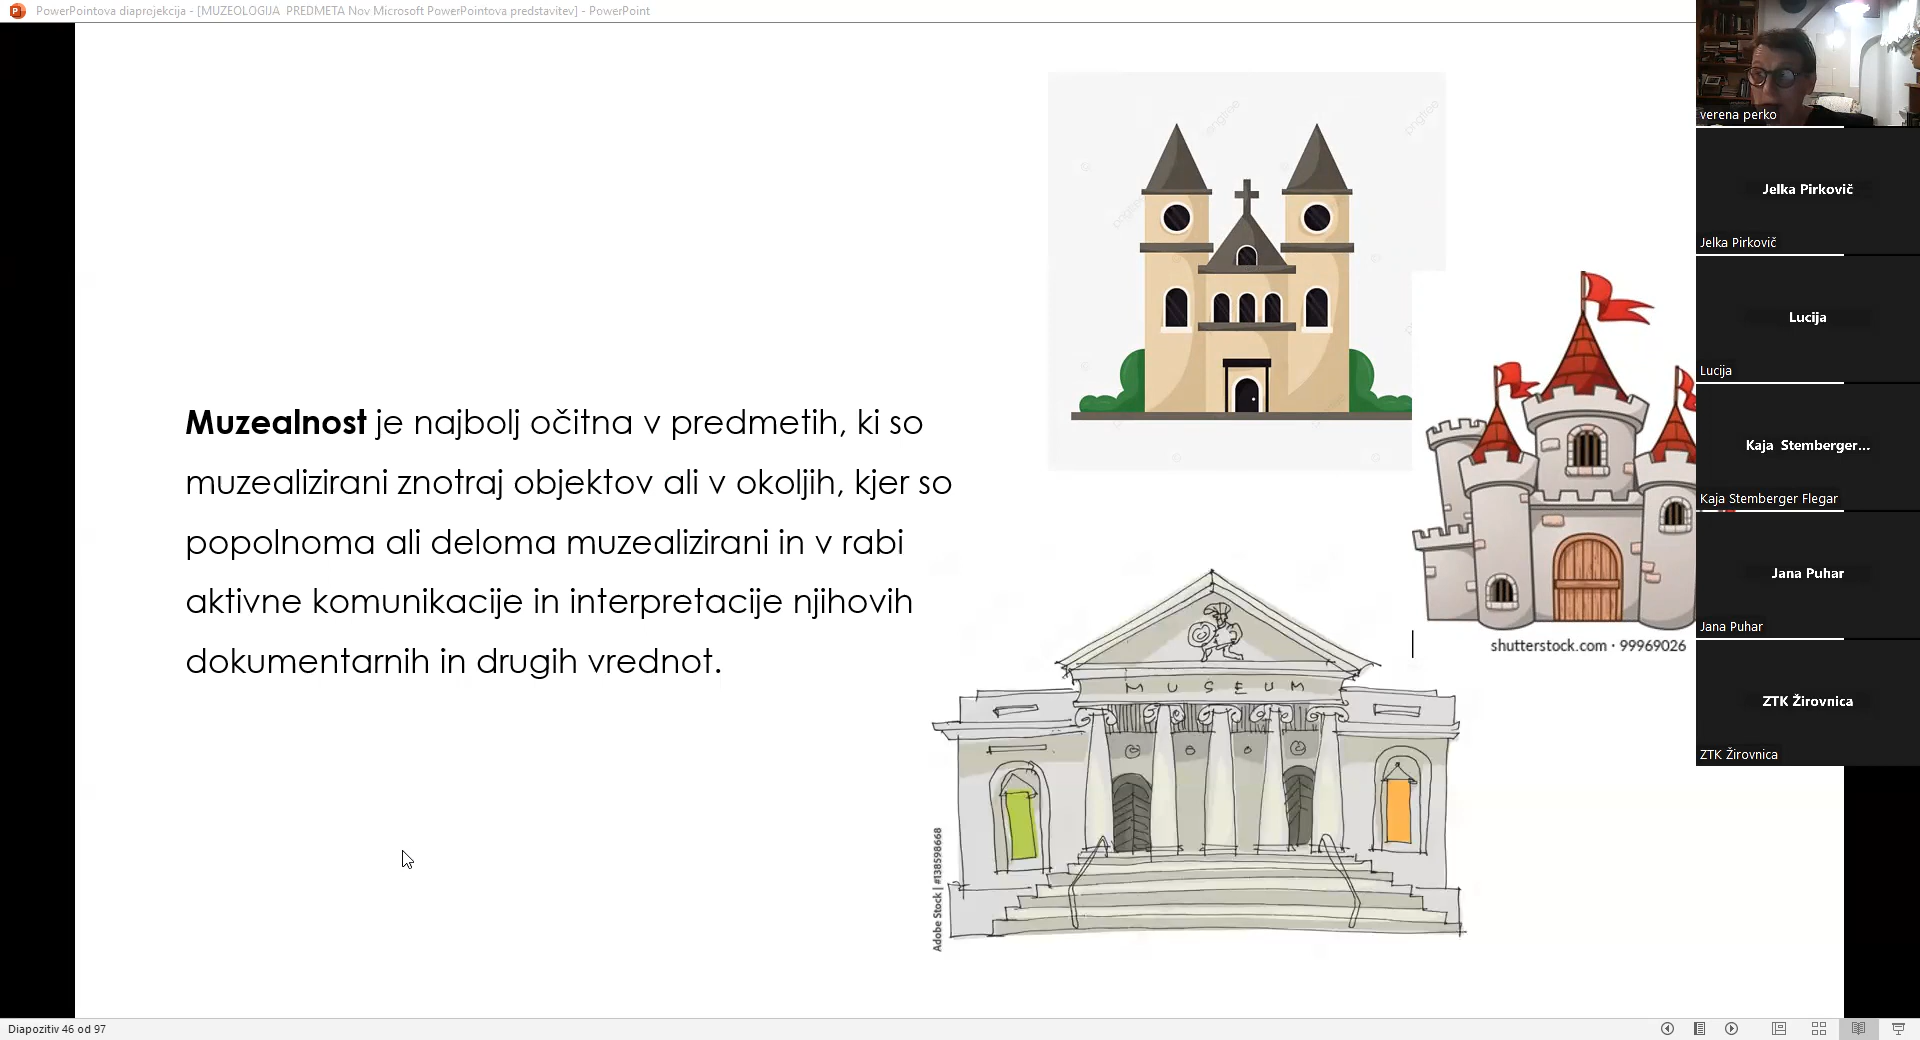 PowerPointova diaprojekcija - [MUZEOLOGIJA  PREDMETA Nov Microsoft PowerPointova predstavitev] - PowerPoint
Muzealnost je najbolj očitna v predmetih, ki so
muzealizirani znotraj objektov ali v okoljih, kjer so
popolnoma ali deloma muzealizirani in v rabi
aktivne komunikacije in interpretacije njihovih
dokumentarnih in drugih vrednot.
shutterstock.com · 99969026
MUSEUM
Adobe Stock | #138598668
verena perko
Jelka Pirkovič
Jelka Pirkovič
Lucija
Lucija
Kaja Stemberger...
Kaja Stemberger Flegar
Jana Puhar
Jana Puhar
ZTK Žirovnica
ZTK Žirovnica
Diapozitiv 46 od 97